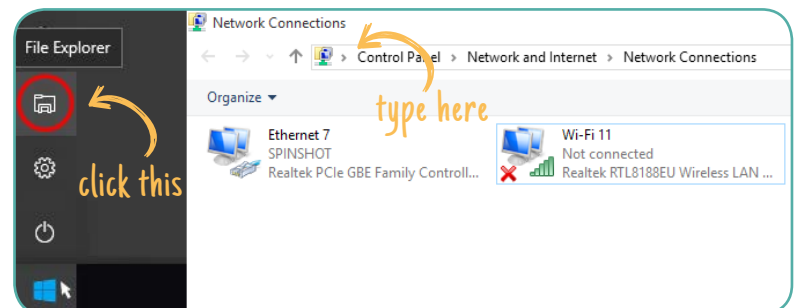 File Explorer
click this
Network Connections
Control Panel > Network and Internet > Network Connections
type here
Organize
Ethernet 7
SPINSHOT
Realtek PCIe GBE Family Controll...
Wi-Fi 11
Not connected
Realtek RTL8188EU Wireless LAN ...